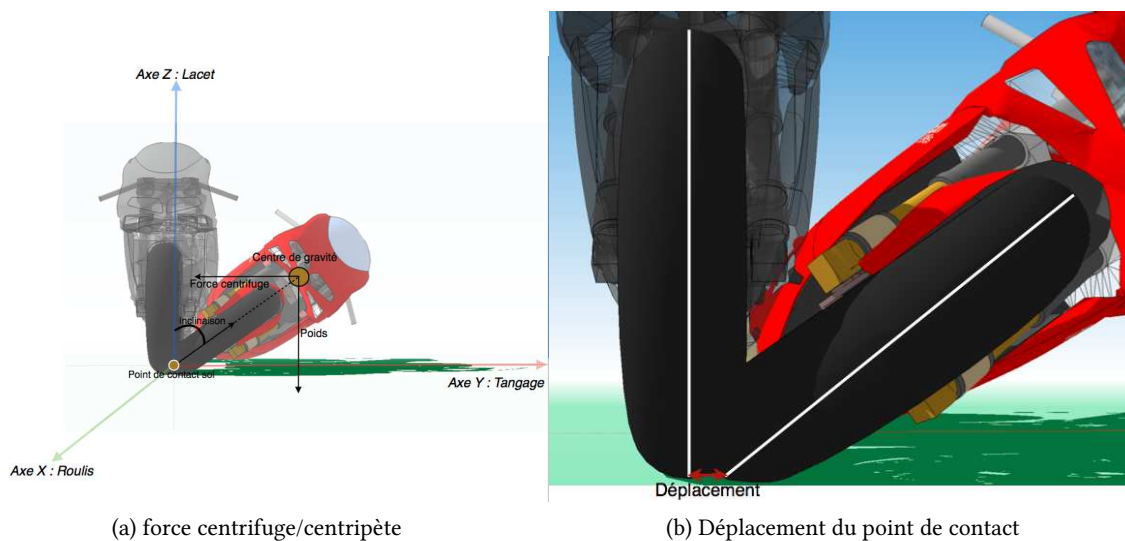 Axe Z : Lacet
Centre de gravité
Force centrifuge
Inclinaison
Poids
Point de contact sol
Axe Y : Tangage
Axe X : Roulis
Déplacement
(a) force centrifuge/centripète
(b) Déplacement du point de contact